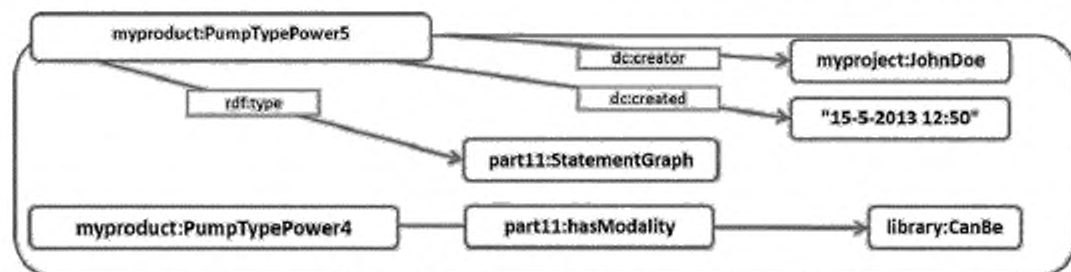 myproduct:PumpTypePower5
dc:creator
myproject:JohnDoe
dc:created
"15-5-2013 12:50"
rdf:type
part11:StatementGraph
myproduct:PumpTypePower4
part11:hasModality
library:CanBe